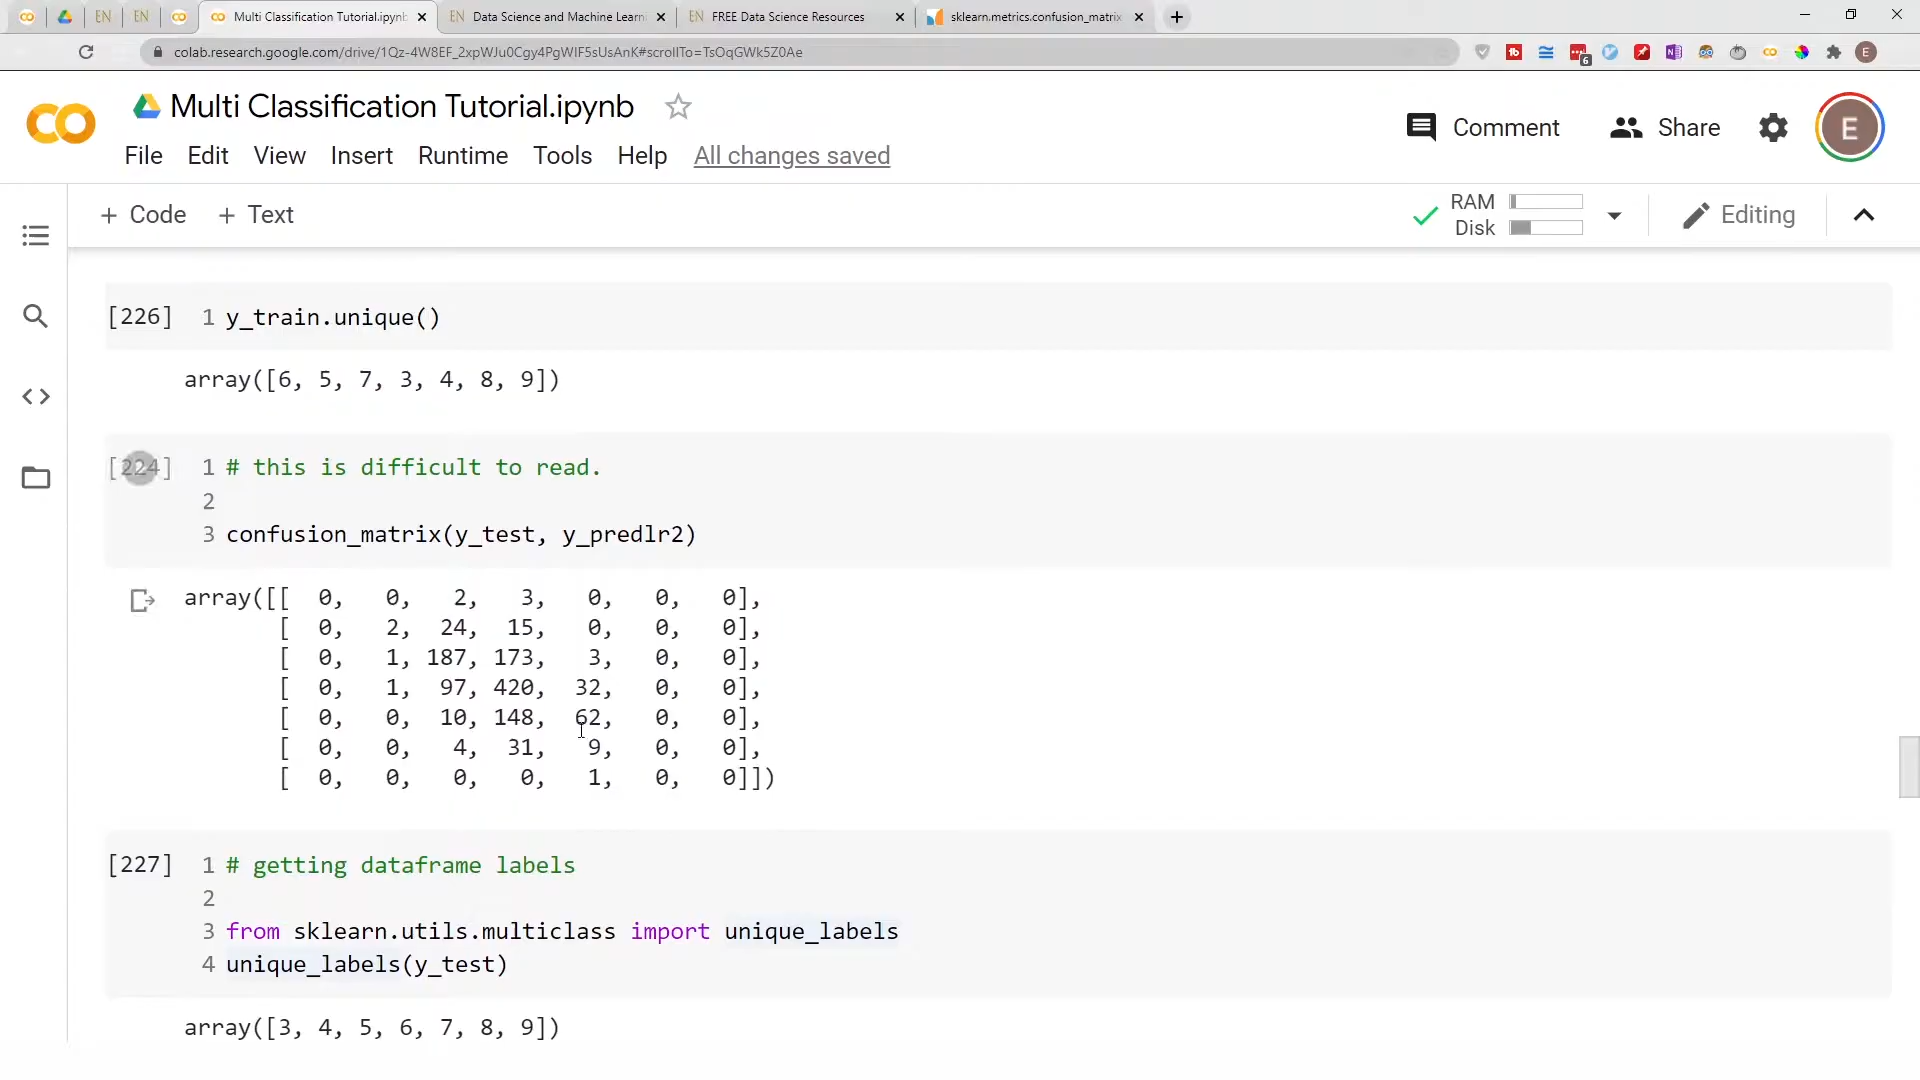 Multi Classification Tutorial.ipynb
EN Data Science and Machine Learni
EN FREE Data Science Resources
sklearn.metrics.confusion_matrix
EN
EN
colab.research.google.com/drive/1Qz-4W8EF_2xpWJu0Cgy4PgWIF5sUsAnK#scrollTo=TsOqGWk5Z0Ae
6
E
CO
Multi Classification Tutorial.ipynb
Comment
Share
E
File Edit View Insert Runtime Tools Help All changes saved
+ Code + Text
RAM
Disk
Editing
[226] 1 y_train.unique()
array([6, 5, 7, 3, 4, 8, 9])
[224] 1 # this is difficult to read.
2
3 confusion_matrix(y_test, y_predlr2)
array([[ 0, 0, 2, 3, 0, 0, 0],
[ 0, 2, 24, 15, 0, 0, 0],
[ 0, 1, 187, 173, 3, 0, 0],
[ 0, 1, 97, 420, 32, 0, 0],
[ 0, 0, 10, 148, 62, 0, 0],
[ 0, 0, 4, 31, 9, 0, 0],
[ 0, 0, 0, 0, 1, 0, 0]])
[227] 1 # getting dataframe labels
2
3 from sklearn.utils.multiclass import unique_labels
4 unique_labels(y_test)
array([3, 4, 5, 6, 7, 8, 9])